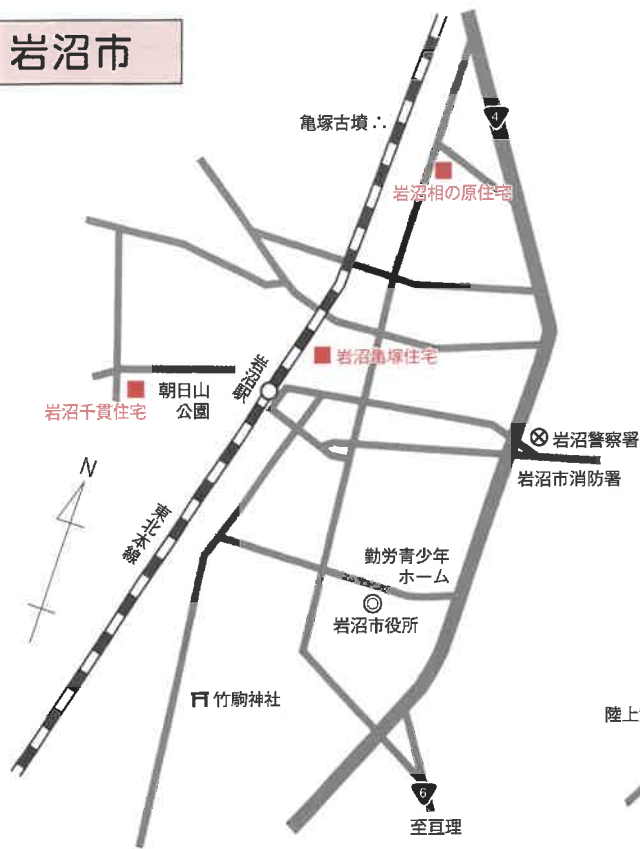 岩沼市
4
亀塚古墳
岩沼相の原住宅
岩沼亀塚住宅
岩沼駅
朝日山
公園
岩沼千貫住宅
岩沼警察署
岩沼市消防署
N
東北本線
勤労青少年
ホーム
岩沼市役所
竹駒神社
陸上
6
至亘理